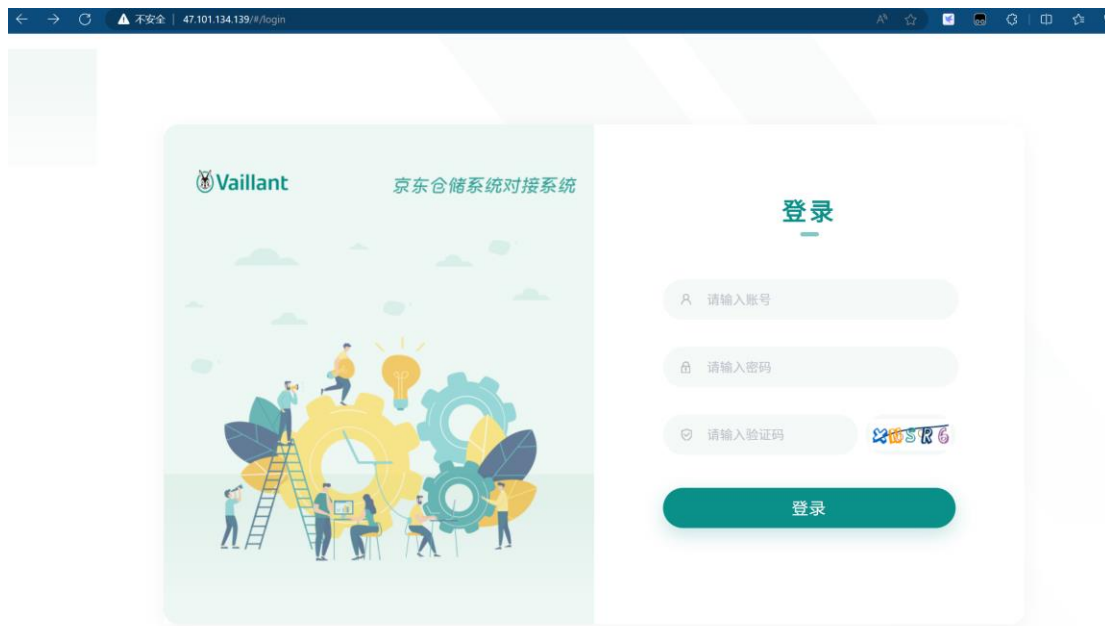 不安全 | 47.101.134.139/#/login
Vaillant
京东仓储系统对接系统
登录
请输入账号
请输入密码
请输入验证码
登录